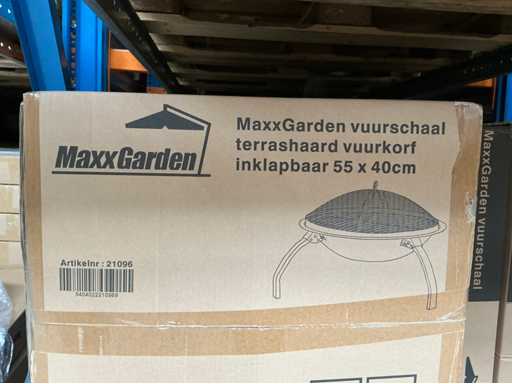 MaxxGarden
MaxxGarden vuurschaal
terrashaard vuurkorf
inklapbaar 55 x 40cm
Artikelnr : 21096
MaxxGarden vuurschaal